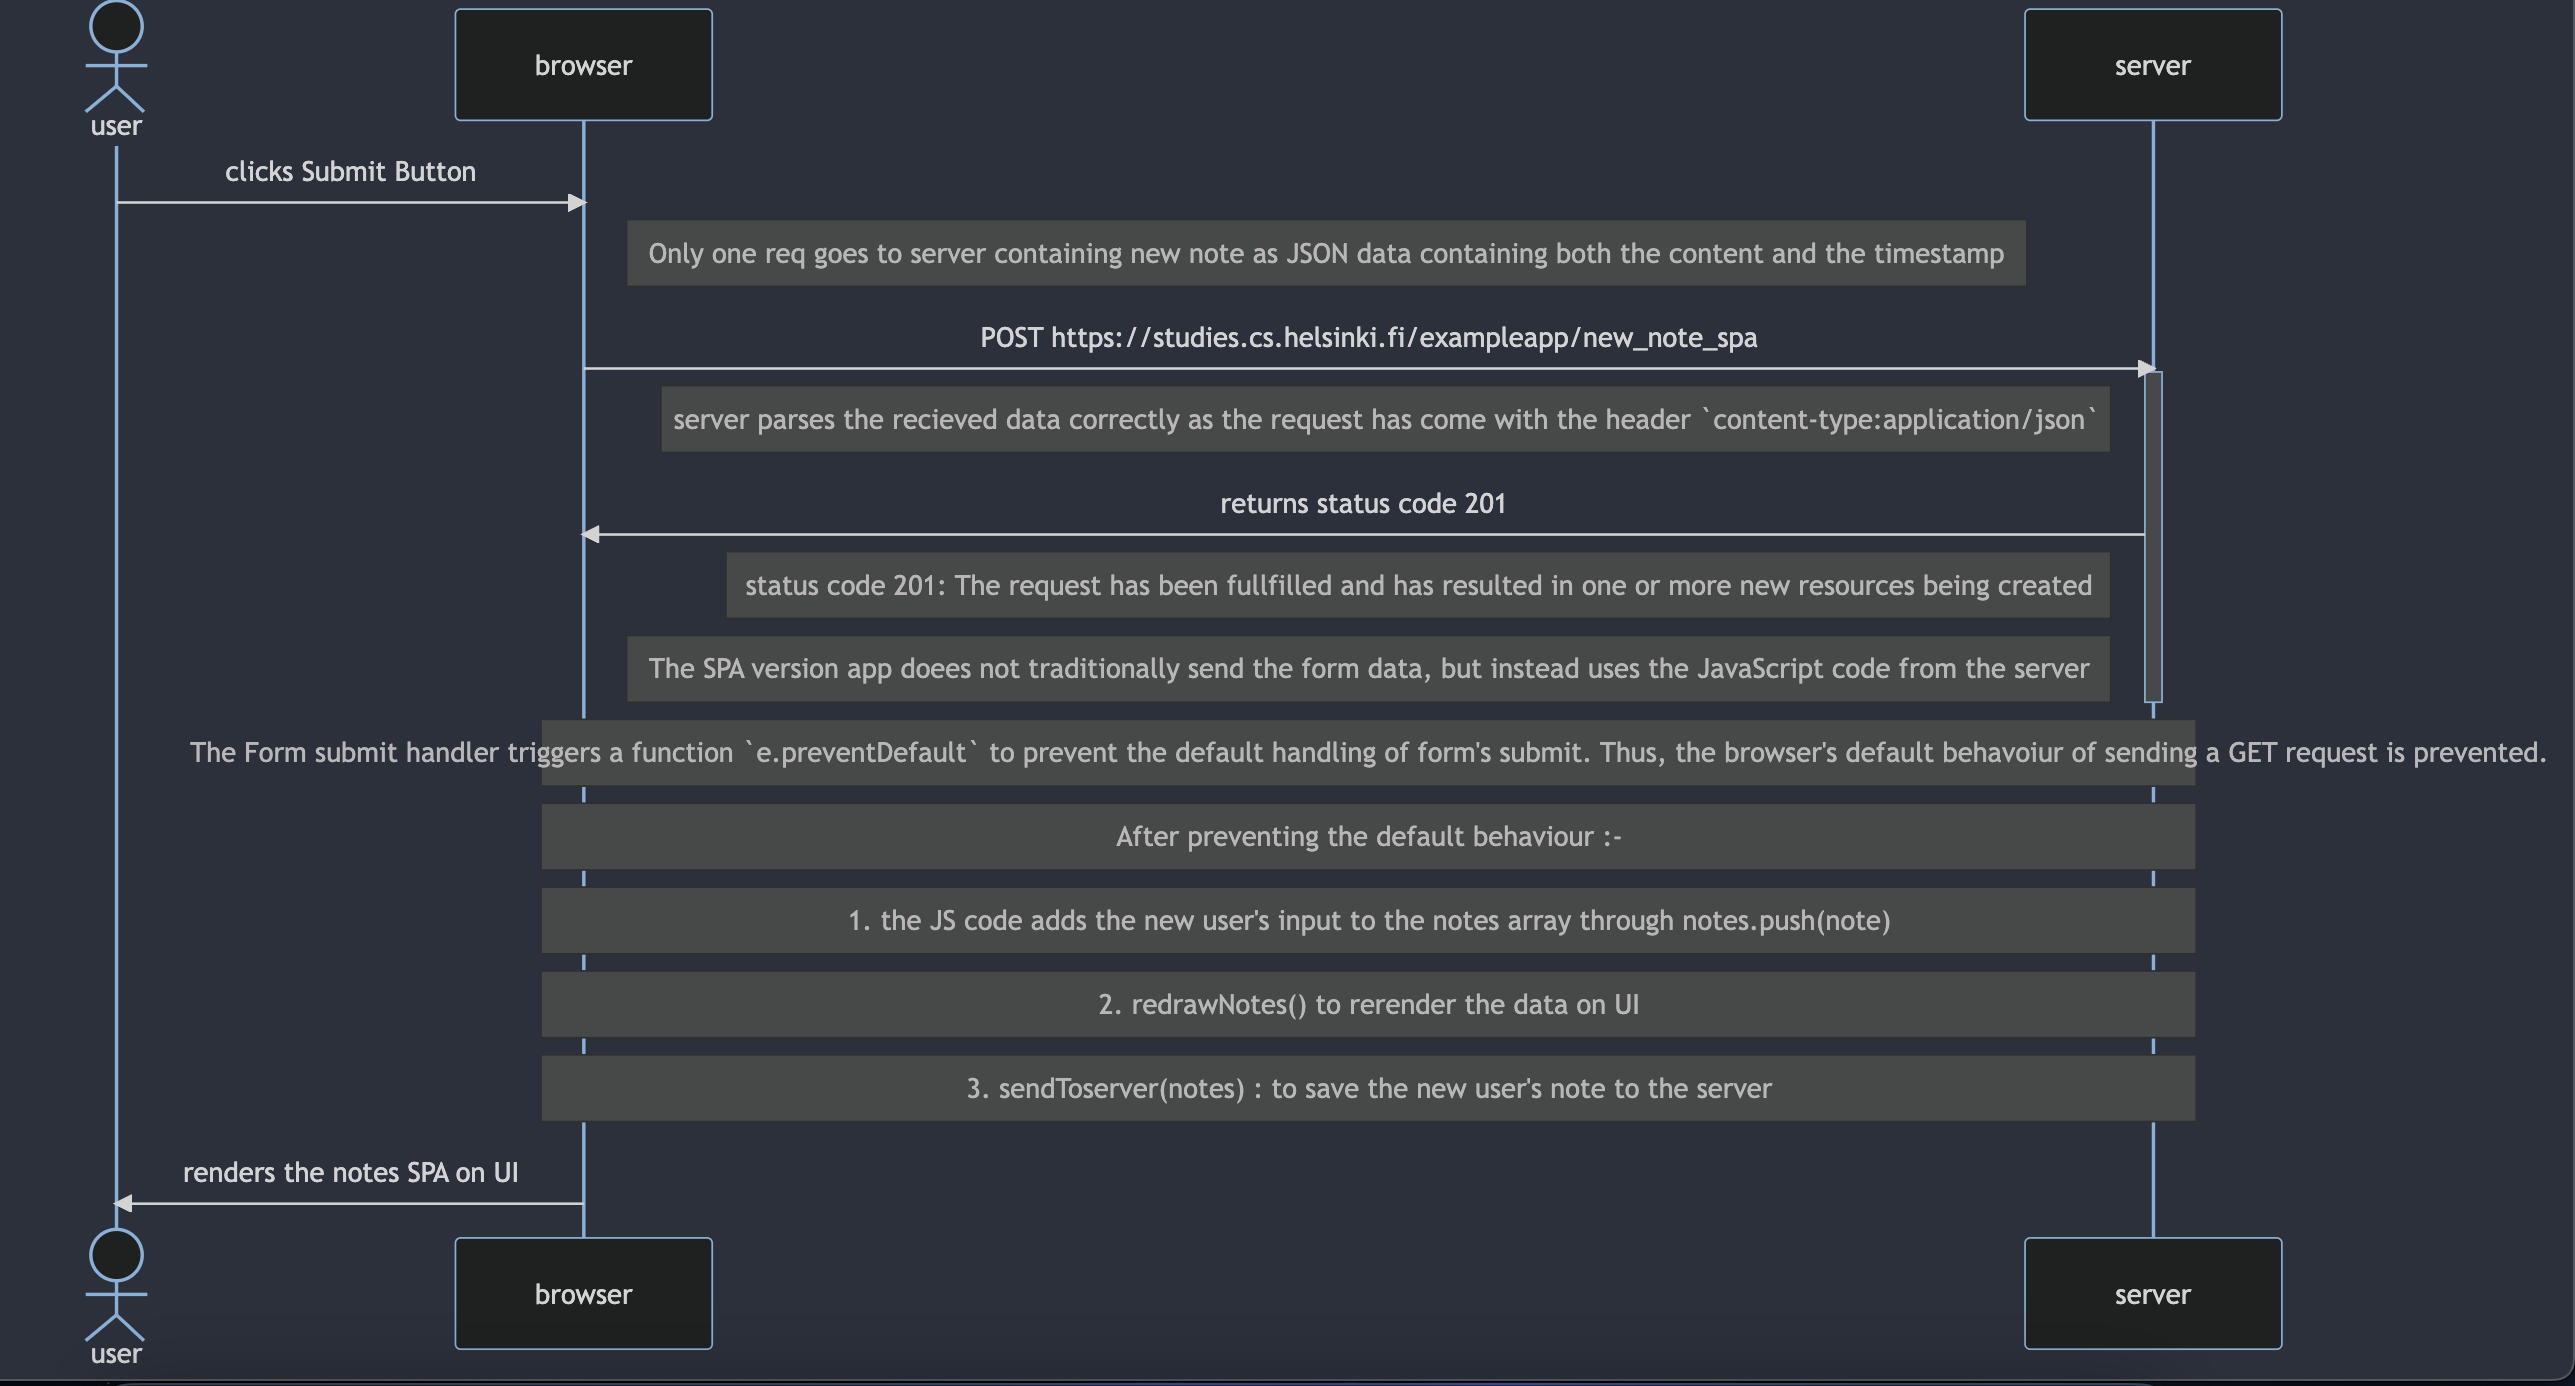 browser
server
user
clicks Submit Button
Only one req goes to server containing new note as JSON data containing both the content and the timestamp
POST https://studies.cs.helsinki.fi/exampleapp/new_note_spa
server parses the recieved data correctly as the request has come with the header `content-type:application/json`
returns status code 201
status code 201: The request has been fullfilled and has resulted in one or more new resources being created
The SPA version app doees not traditionally send the form data, but instead uses the JavaScript code from the server
The Form submit handler triggers a function `e.preventDefault` to prevent the default handling of form's submit. Thus, the browser's default behavoiur of sending a GET request is prevented.
After preventing the default behaviour :-
1. the JS code adds the new user's input to the notes array through notes.push(note)
2. redrawNotes() to rerender the data on UI
3. sendToserver(notes) : to save the new user's note to the server
renders the notes SPA on UI
browser
server
user